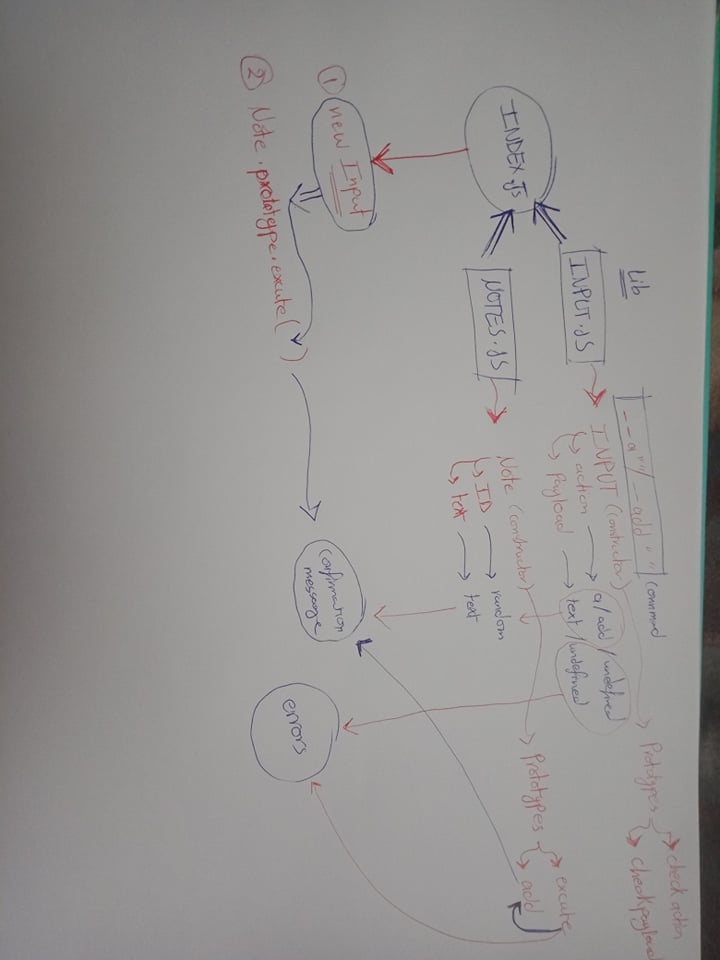 Lib
--a""/--add " " Command
Prototypes
check action
check payload
INPUT.JS
INPUT (constructor)
action
a/add / undefined
Payload
text / undefined
INDEX.Js
NOTES.JS
Note (constructor)
Prototypes
excute
add
ID
random
text
text
① new Input
② Note.prototype.excute( )
Confirmation
message
errors